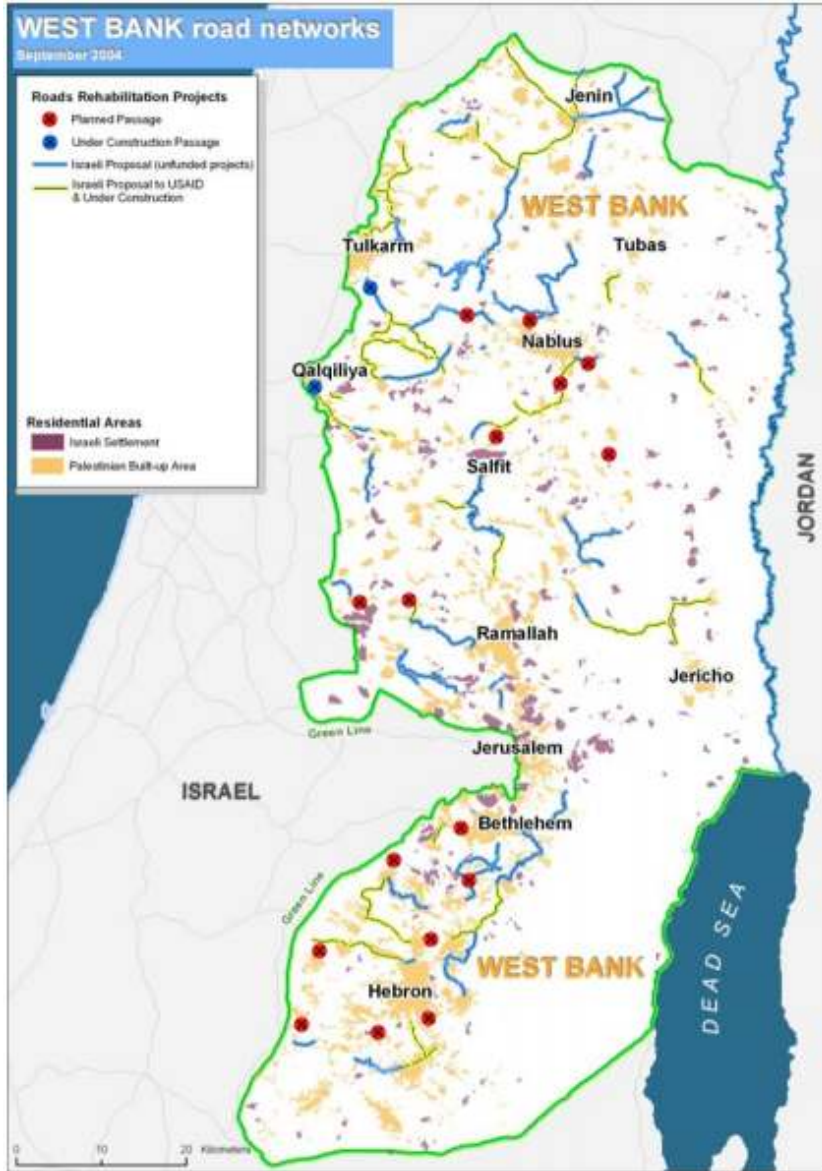 WEST BANK road networks
September 2004
Roads Rehabilitation Projects
Planned Passage
Under Construction Passage
Israeli Proposal (unfunded projects)
Israeli Proposal to USAID
& Under Construction
Residential Areas
Israeli Settlement
Palestinian Built-up Area
Jenin
WEST BANK
Tulkarm
Tubas
Nablus
Qalqiliya
Salfit
JORDAN
Ramallah
Jericho
Green Line
Jerusalem
ISRAEL
Bethlehem
Green Line
WEST BANK
Hebron
DEAD SEA
0 10 20 Kilometers